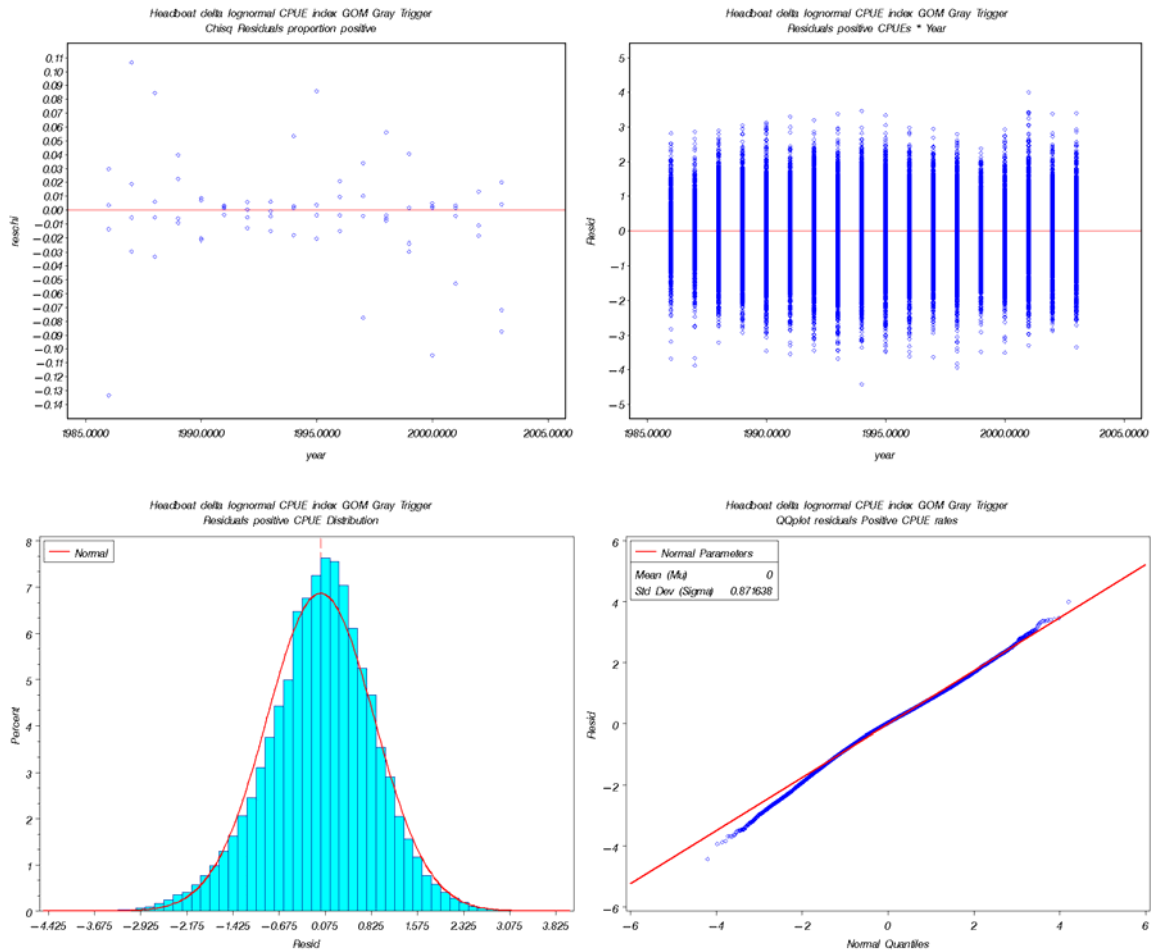 Headboat delta lognormal CPUE index GOM Gray Trigger
Chisq Residuals proportion positive
0.11
0.10
0.09
0.08
0.07
0.06
0.05
0.04
0.03
0.02
0.01
0.00
−0.01
−0.02
−0.03
−0.04
−0.05
−0.06
−0.07
−0.08
−0.09
−0.10
−0.11
−0.12
−0.13
−0.14
reschi
1985.0000 1990.0000 1995.0000 2000.0000 2005.0000
year
Headboat delta lognormal CPUE index GOM Gray Trigger
Residuals positive CPUEs * Year
5
4
3
2
1
0
−1
−2
−3
−4
−5
Resid
1985.0000 1990.0000 1995.0000 2000.0000 2005.0000
year
Headboat delta lognormal CPUE index GOM Gray Trigger
Residuals positive CPUE Distribution
Normal
8
7
6
5
4
3
2
1
0
Percent
−4.425 −3.675 −2.925 −2.175 −1.425 −0.675 0.075 0.825 1.575 2.325 3.075 3.825
Resid
Headboat delta lognormal CPUE index GOM Gray Trigger
QQplot residuals Positive CPUE rates
Normal Parameters
Mean (Mu) 0
Std Dev (Sigma) 0.871638
6
4
2
0
−2
−4
−6
Resid
−6 −4 −2 0 2 4 6
Normal Quantiles